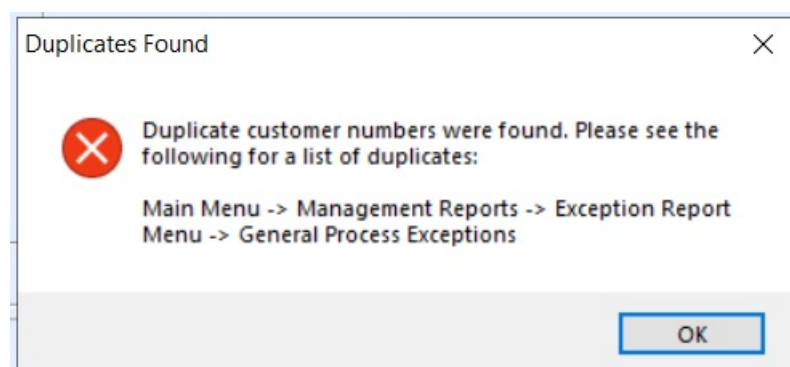 Duplicates Found
Duplicate customer numbers were found. Please see the
following for a list of duplicates:
Main Menu -> Management Reports -> Exception Report
Menu -> General Process Exceptions
OK